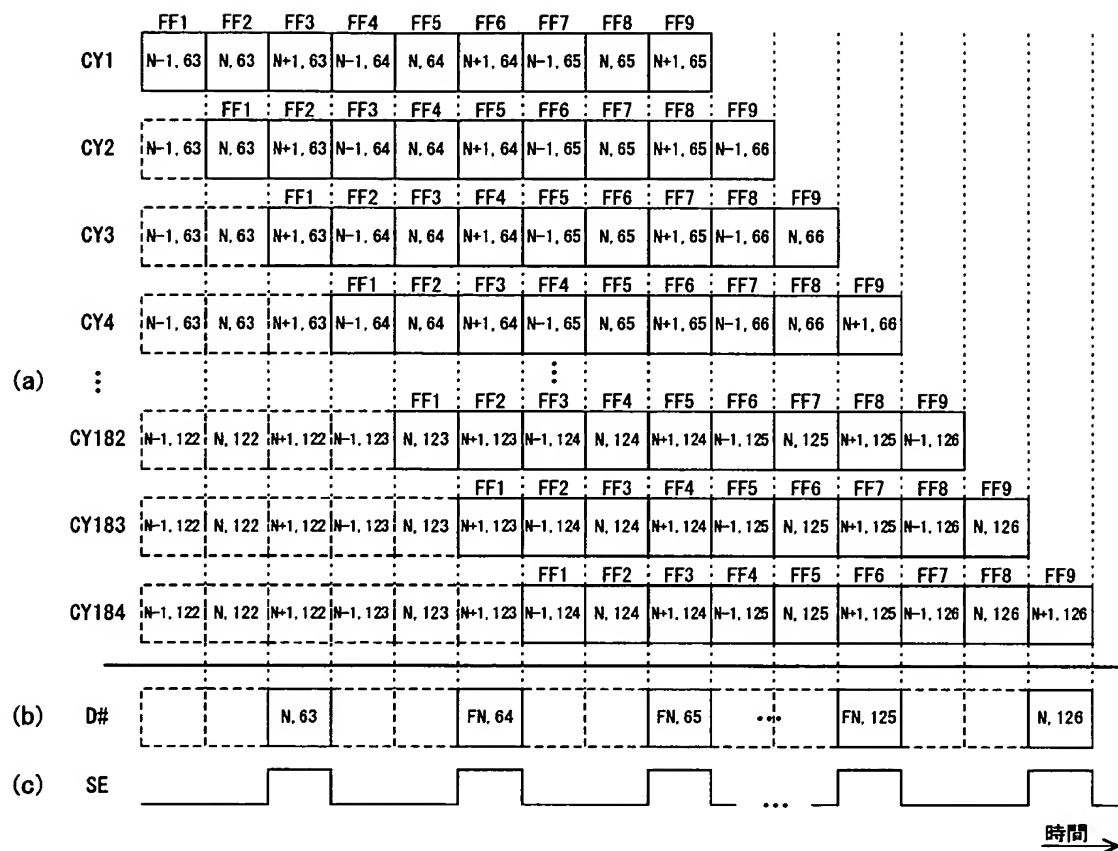 FF1 FF2 FF3 FF4 FF5 FF6 FF7 FF8 FF9
CY1 N-1,63 N,63 N+1,63 N-1,64 N,64 N+1,64 N-1,65 N,65 N+1,65
FF1 FF2 FF3 FF4 FF5 FF6 FF7 FF8 FF9
CY2 N-1,63 N,63 N+1,63 N-1,64 N,64 N+1,64 N-1,65 N,65 N+1,65 N-1,66
FF1 FF2 FF3 FF4 FF5 FF6 FF7 FF8 FF9
CY3 N-1,63 N,63 N+1,63 N-1,64 N,64 N+1,64 N-1,65 N,65 N+1,65 N-1,66 N,66
FF1 FF2 FF3 FF4 FF5 FF6 FF7 FF8 FF9
CY4 N-1,63 N,63 N+1,63 N-1,64 N,64 N+1,64 N-1,65 N,65 N+1,65 N-1,66 N,66 N+1,66
(a) ⋮ ⋮
FF1 FF2 FF3 FF4 FF5 FF6 FF7 FF8 FF9
CY182 N-1,122 N,122 N+1,122 N-1,123 N,123 N+1,123 N-1,124 N,124 N+1,124 N-1,125 N,125 N+1,125 N-1,126
FF1 FF2 FF3 FF4 FF5 FF6 FF7 FF8 FF9
CY183 N-1,122 N,122 N+1,122 N-1,123 N,123 N+1,123 N-1,124 N,124 N+1,124 N-1,125 N,125 N+1,125 N-1,126 N,126
FF1 FF2 FF3 FF4 FF5 FF6 FF7 FF8 FF9
CY184 N-1,122 N,122 N+1,122 N-1,123 N,123 N+1,123 N-1,124 N,124 N+1,124 N-1,125 N,125 N+1,125 N-1,126 N,126 N+1,126
(b) D# N,63 FN,64 FN,65 … FN,125 N,126
(c) SE …
時間